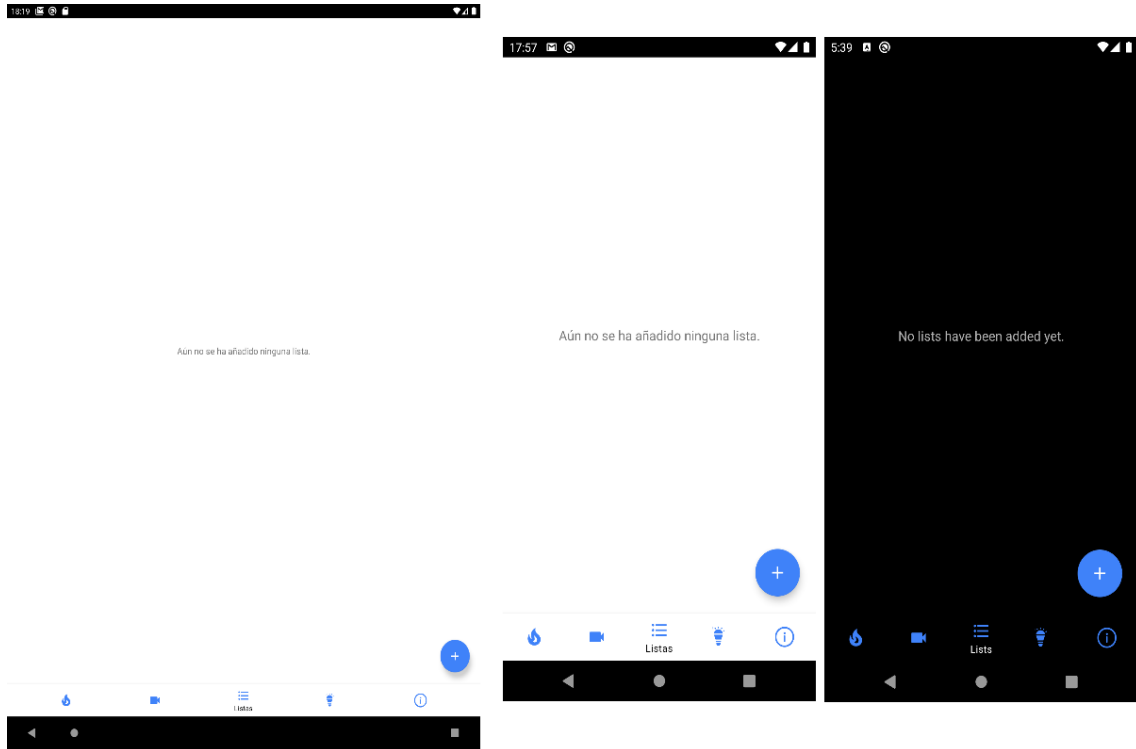 18:19
Aún no se ha añadido ninguna lista.
Listas
17:57
Aún no se ha añadido ninguna lista.
Listas
5:39
No lists have been added yet.
Lists